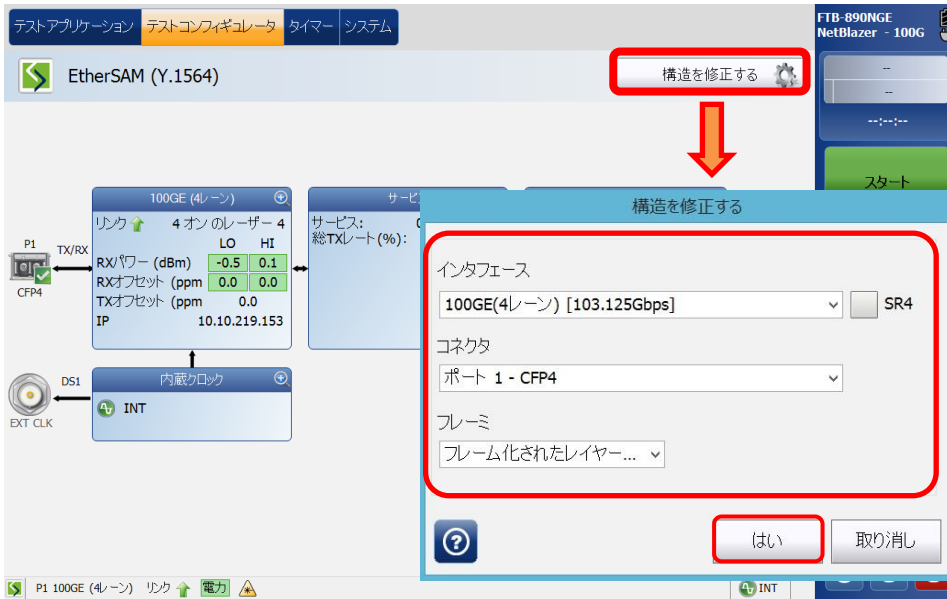 テストアプリケーション テストコンフィギュレータ タイマー システム
FTB-890NGE
NetBlazer - 100G
EtherSAM (Y.1564)
構造を修正する
--
--
--:--:--
スタート
100GE (4レーン)
リンク 4 オン のレーザー 4
LO HI
RXパワー (dBm) -0.5 0.1
RXオフセット (ppm 0.0 0.0
TXオフセット (ppm 0.0
IP 10.10.219.153
P1
TX/RX
CFP4
サービ
サービス:
総TXレート(%):
DS1
EXT CLK
内蔵クロック
INT
構造を修正する
インタフェース
100GE(4レーン) [103.125Gbps]
SR4
コネクタ
ポート 1 - CFP4
フレーミ
フレーム化されたレイヤー...
はい
取り消し
P1 100GE (4レーン) リンク 電力
INT